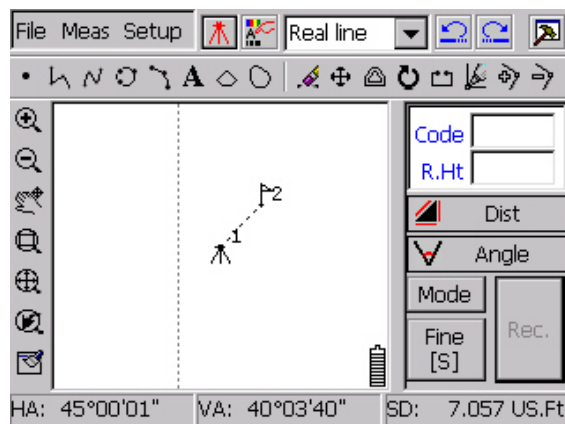 File Meas Setup Real line
A
Code
R.Ht
2
1
Dist
Angle
Mode
Rec.
Fine
[S]
HA: 45°00'01" VA: 40°03'40" SD: 7.057 US.Ft